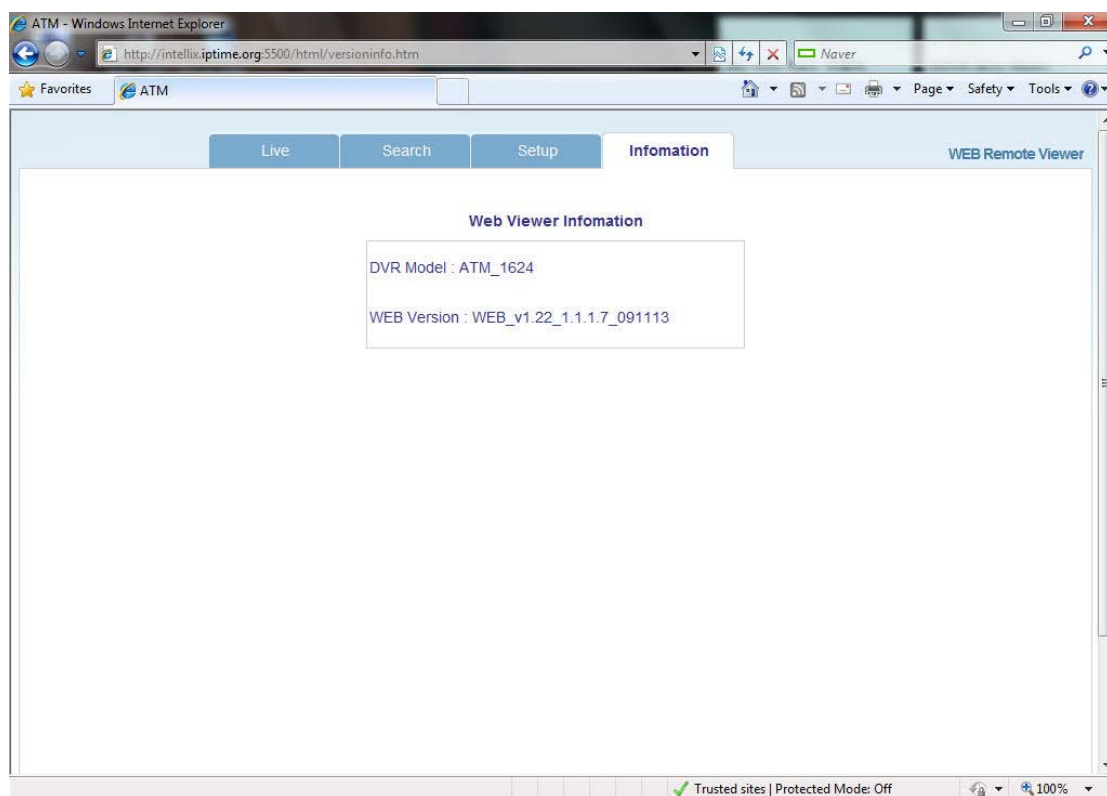 ATM - Windows Internet Explorer
http://intellix.iptime.org:5500/html/versioninfo.htm
Naver
Favorites
ATM
Page Safety Tools
Live Search Setup Infomation
WEB Remote Viewer
Web Viewer Infomation
DVR Model : ATM_1624
WEB Version : WEB_v1.22_1.1.1.7_091113
Trusted sites | Protected Mode: Off
100%